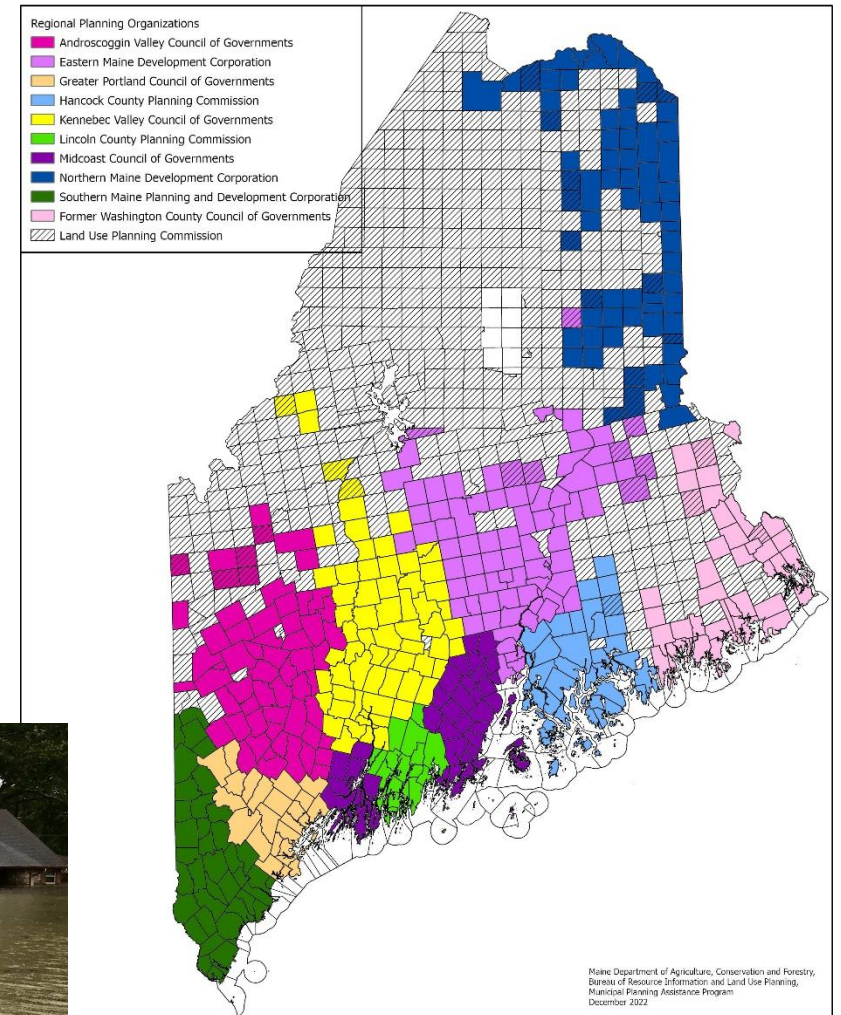 Regional Planning Organizations
Androscoggin Valley Council of Governments
Eastern Maine Development Corporation
Greater Portland Council of Governments
Hancock County Planning Commission
Kennebec Valley Council of Governments
Lincoln County Planning Commission
Midcoast Council of Governments
Northern Maine Development Corporation
Southern Maine Planning and Development Corporation
Former Washington County Council of Governments
Land Use Planning Commission
Maine Department of Agriculture, Conservation and Forestry,
Bureau of Resource Information and Land Use Planning,
Municipal Planning Assistance Program
December 2022